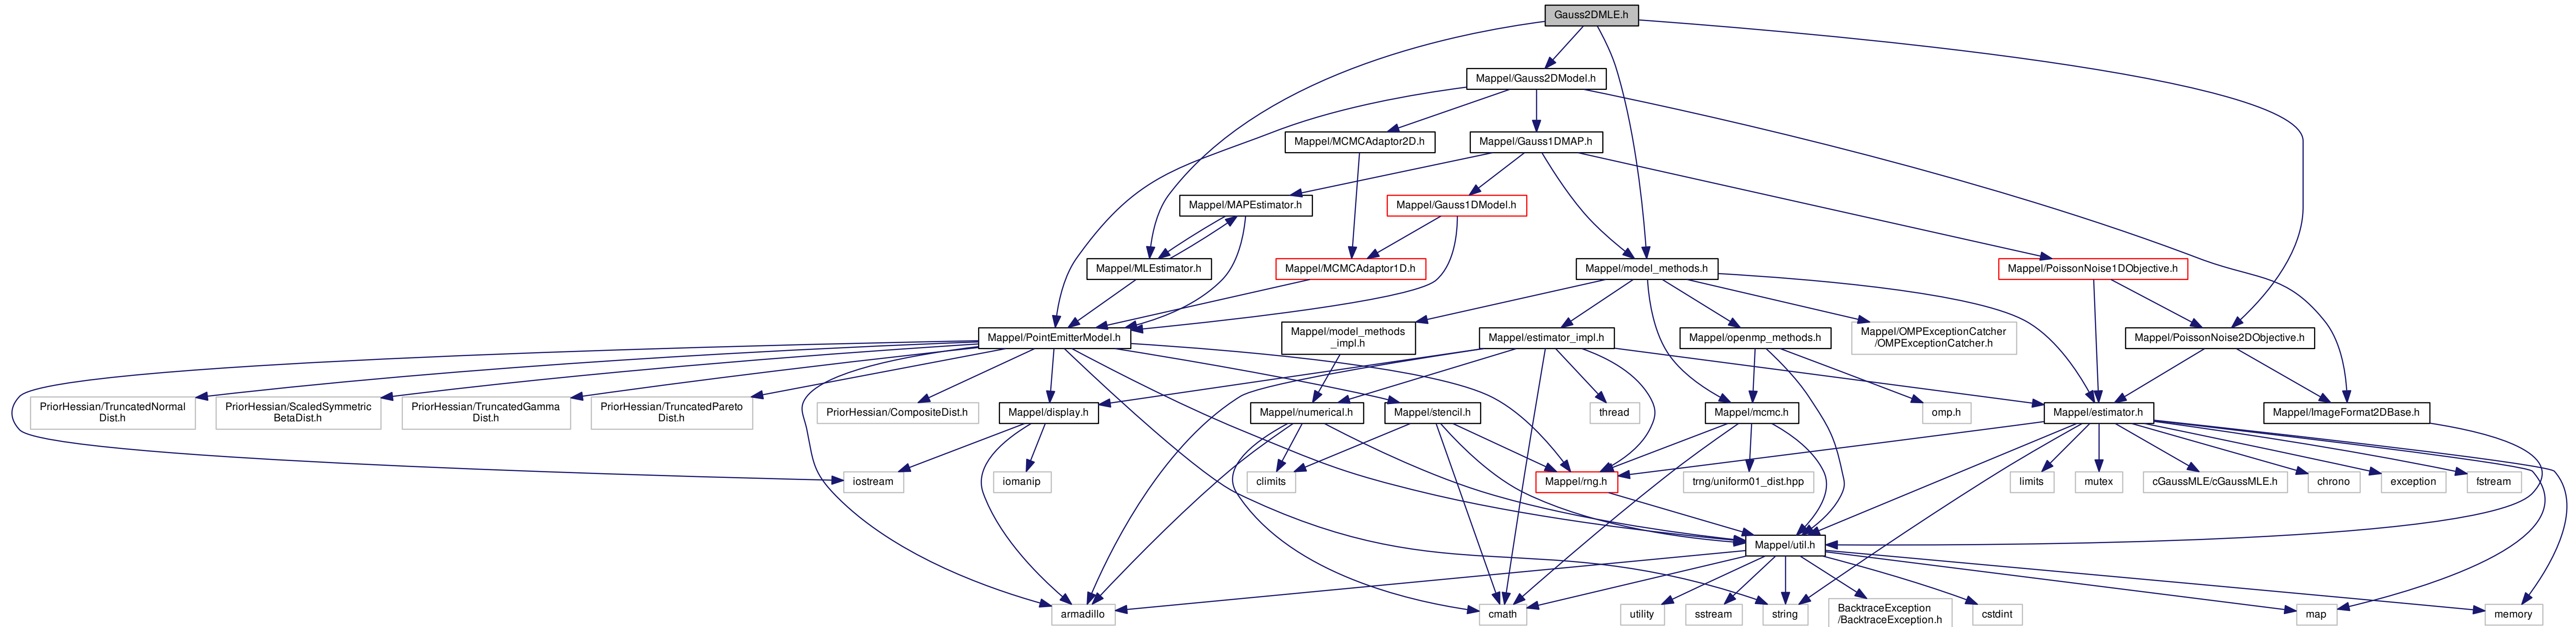 Gauss2DMLE.h
Mappel/Gauss2DModel.h
Mappel/MCMCAdaptor2D.h
Mappel/Gauss1DMAP.h
Mappel/MAPEstimator.h
Mappel/Gauss1DModel.h
Mappel/MLEstimator.h
Mappel/MCMCAdaptor1D.h
Mappel/model_methods.h
Mappel/PoissonNoise1DObjective.h
Mappel/PointEmitterModel.h
Mappel/model_methods
_impl.h
Mappel/estimator_impl.h
Mappel/openmp_methods.h
Mappel/OMPExceptionCatcher
/OMPExceptionCatcher.h
Mappel/PoissonNoise2DObjective.h
PriorHessian/TruncatedNormal
Dist.h
PriorHessian/ScaledSymmetric
BetaDist.h
PriorHessian/TruncatedGamma
Dist.h
PriorHessian/TruncatedPareto
Dist.h
PriorHessian/CompositeDist.h
Mappel/display.h
Mappel/numerical.h
Mappel/stencil.h
thread
Mappel/mcmc.h
omp.h
Mappel/estimator.h
Mappel/ImageFormat2DBase.h
iostream
iomanip
climits
Mappel/rng.h
trng/uniform01_dist.hpp
limits
mutex
cGaussMLE/cGaussMLE.h
chrono
exception
fstream
Mappel/util.h
armadillo
cmath
utility
sstream
string
BacktraceException
/BacktraceException.h
cstdint
map
memory